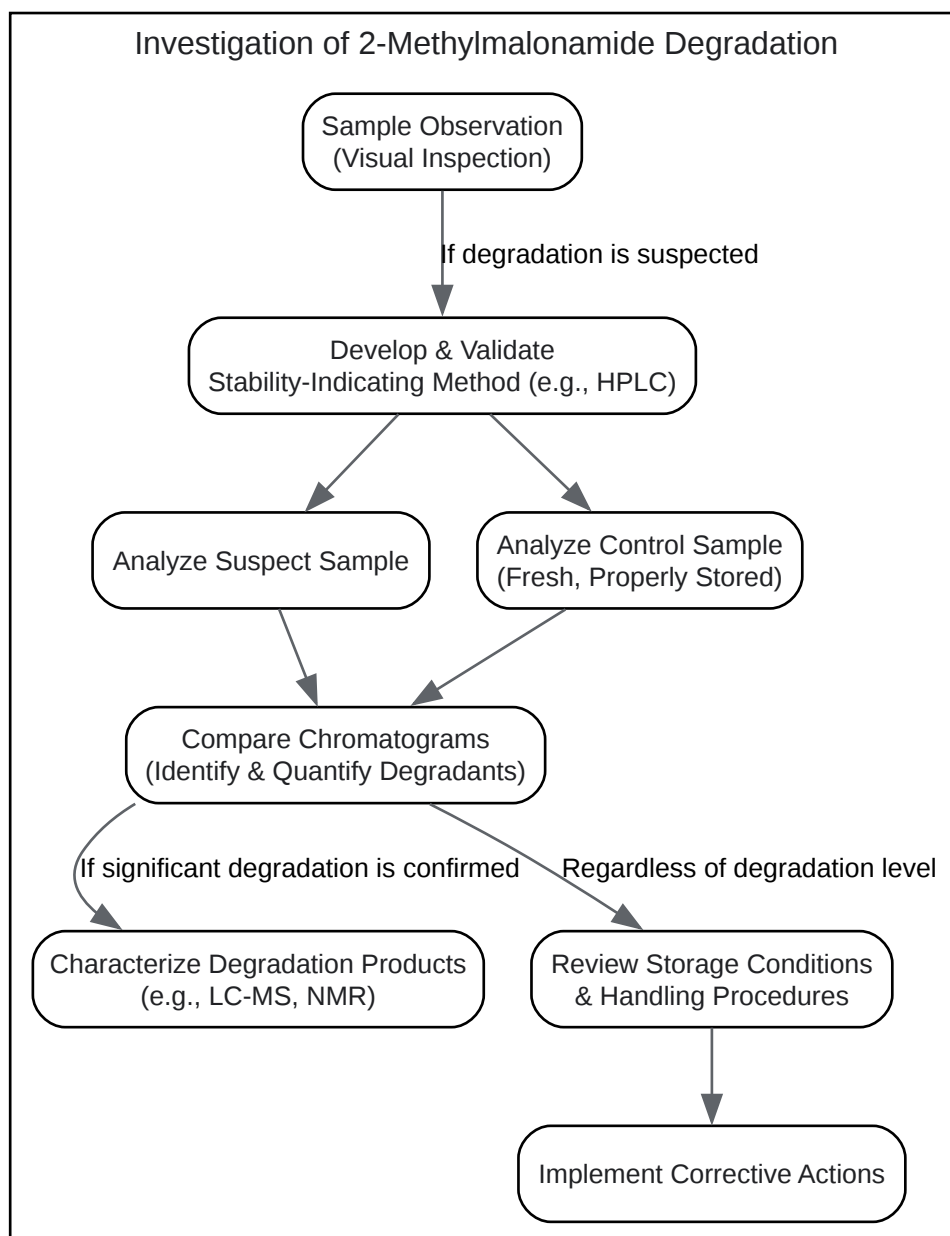 Investigation of 2-Methylmalonamide Degradation
Sample Observation
(Visual Inspection)
If degradation is suspected
Develop & Validate
Stability-Indicating Method (e.g., HPLC)
Analyze Suspect Sample
Analyze Control Sample
(Fresh, Properly Stored)
Compare Chromatograms
(Identify & Quantify Degradants)
If significant degradation is confirmed
Regardless of degradation level
Characterize Degradation Products
(e.g., LC-MS, NMR)
Review Storage Conditions
& Handling Procedures
Implement Corrective Actions